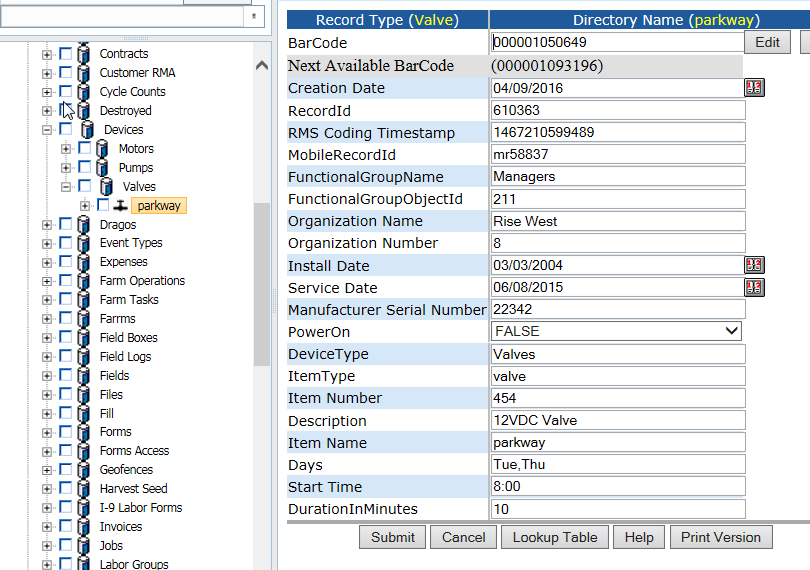 Contracts
Customer RMA
Cycle Counts
Destroyed
Devices
Motors
Pumps
Valves
parkway
Dragos
Event Types
Expenses
Farm Operations
Farm Tasks
Farrms
Field Boxes
Field Logs
Fields
Files
Fill
Forms
Forms Access
Geofences
Harvest Seed
I-9 Labor Forms
Invoices
Jobs
Labor Groups
Record Type (Valve) Directory Name (parkway)
BarCode 000001050649 Edit
Next Available BarCode (000001093196)
Creation Date 04/09/2016
RecordId 610363
RMS Coding Timestamp 1467210599489
MobileRecordId mr58837
FunctionalGroupName Managers
FunctionalGroupObjectId 211
Organization Name Rise West
Organization Number 8
Install Date 03/03/2004
Service Date 06/08/2015
Manufacturer Serial Number 22342
PowerOn FALSE
DeviceType Valves
ItemType valve
Item Number 454
Description 12VDC Valve
Item Name parkway
Days Tue,Thu
Start Time 8:00
DurationInMinutes 10
Submit Cancel Lookup Table Help Print Version